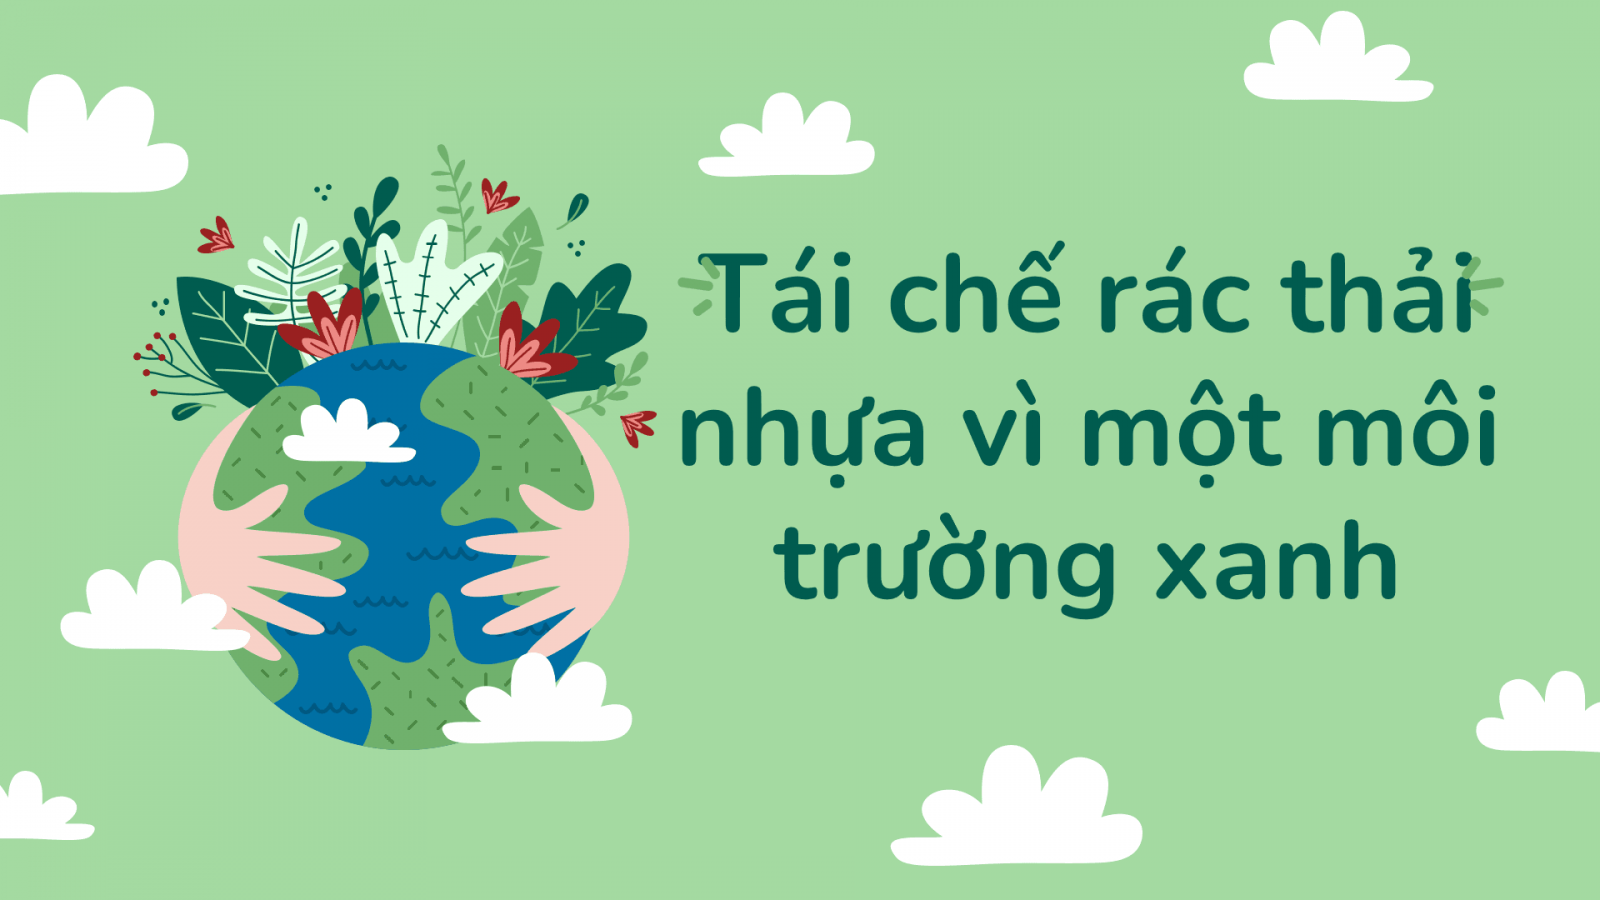 Tái chế rác thải
nhựa vì một môi
trường xanh